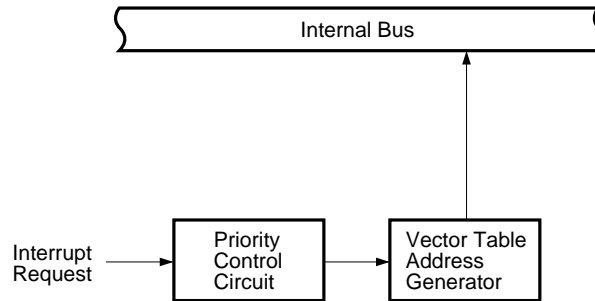 Internal Bus
Interrupt
Request
Priority
Control
Circuit
Vector Table
Address
Generator